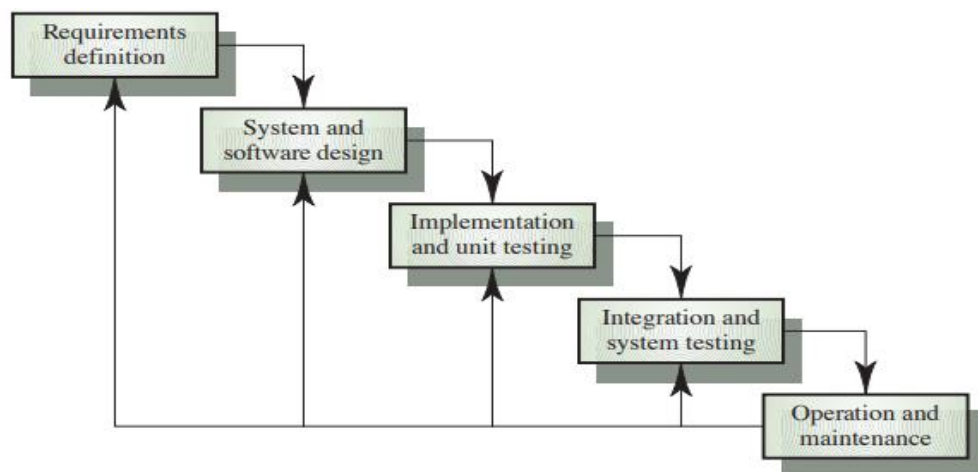 Requirements
definition
System and
software design
Implementation
and unit testing
Integration and
system testing
Operation and
maintenance